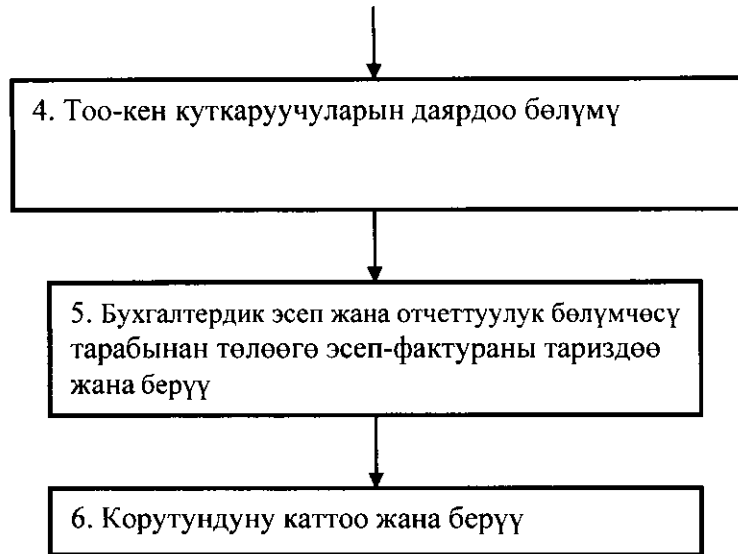 4. Тоо-кен куткаруучуларын даярдоо бөлүмү
5. Бухгалтердик эсеп жана отчеттуулук бөлүмчөсү
тарабынан төлөөгө эсеп-фактураны тариздөө
жана берүү
6. Корутундуну каттоо жана берүү